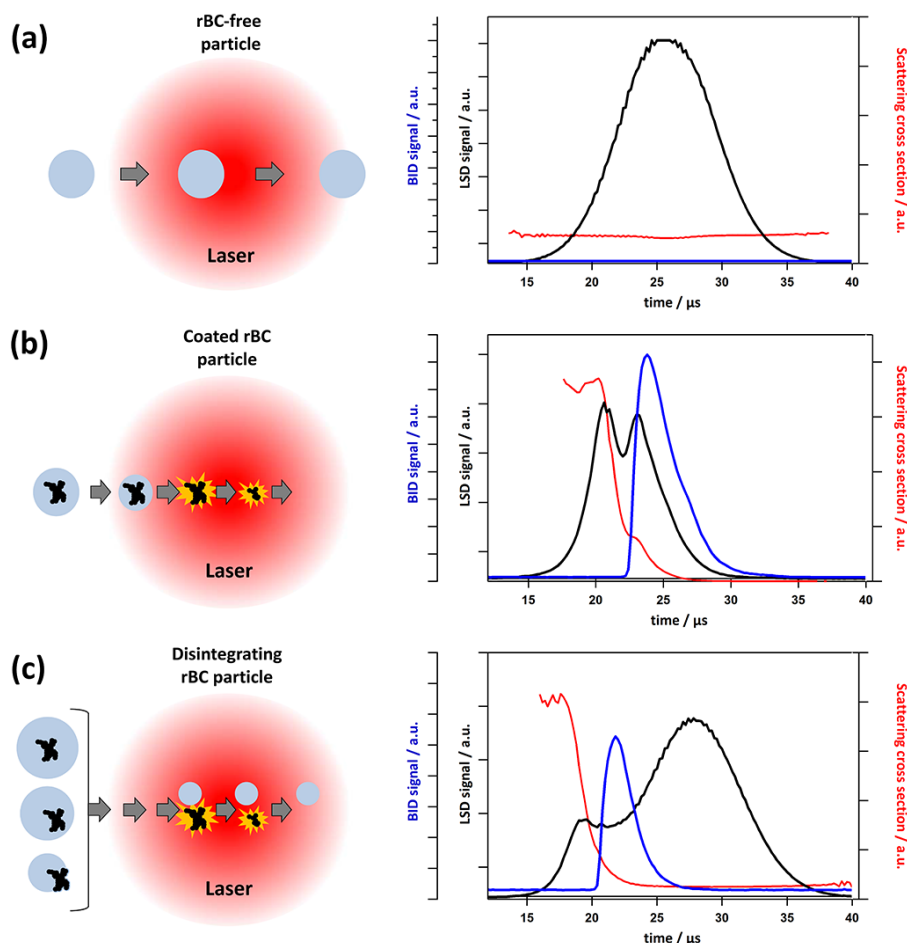 (a)
rBC-free
particle
Laser
BID signal / a.u.
LSD signal / a.u.
Scattering cross section / a.u.
15 20 25 30 35 40
time / µs
(b)
Coated rBC
particle
Laser
BID signal / a.u.
LSD signal / a.u.
Scattering cross section / a.u.
15 20 25 30 35 40
time / µs
(c)
Disintegrating
rBC particle
Laser
BID signal / a.u.
LSD signal / a.u.
Scattering cross section / a.u.
15 20 25 30 35 40
time / µs